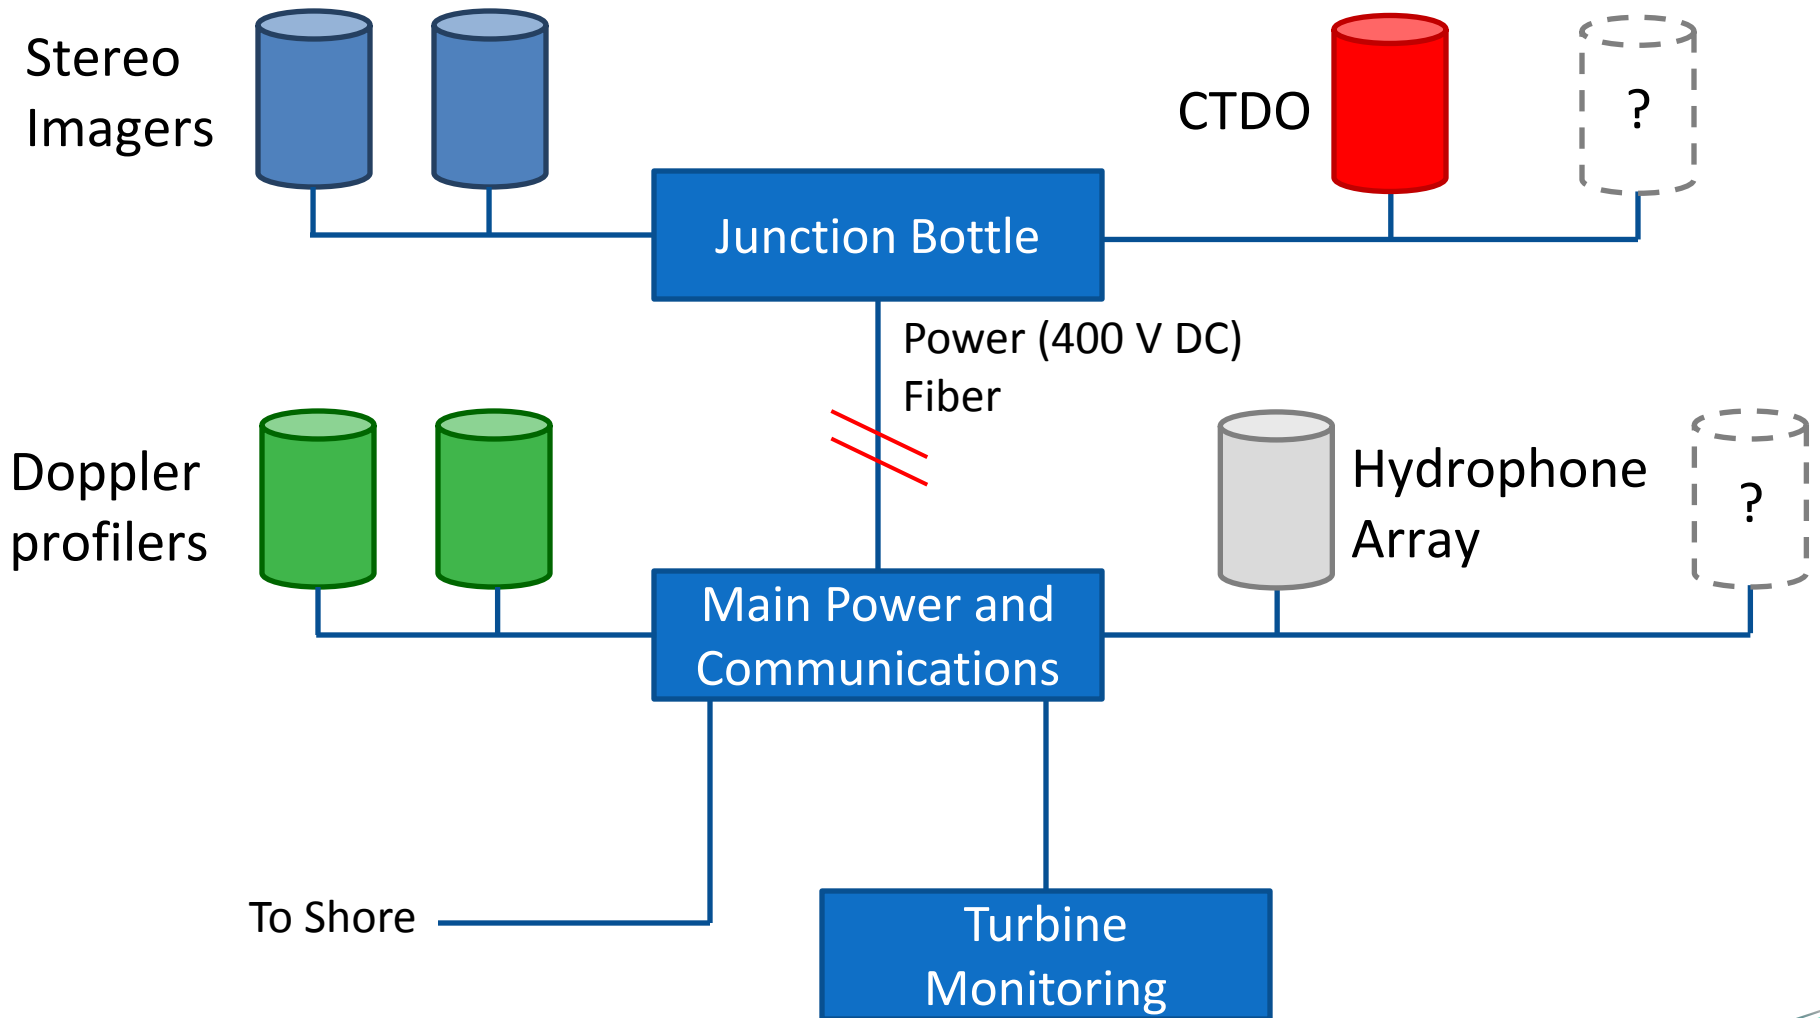 Stereo
Imagers
CTDO
?
Junction Bottle
Power (400 V DC)
Fiber
Doppler
profilers
Hydrophone
Array
?
Main Power and
Communications
To Shore
Turbine
Monitoring